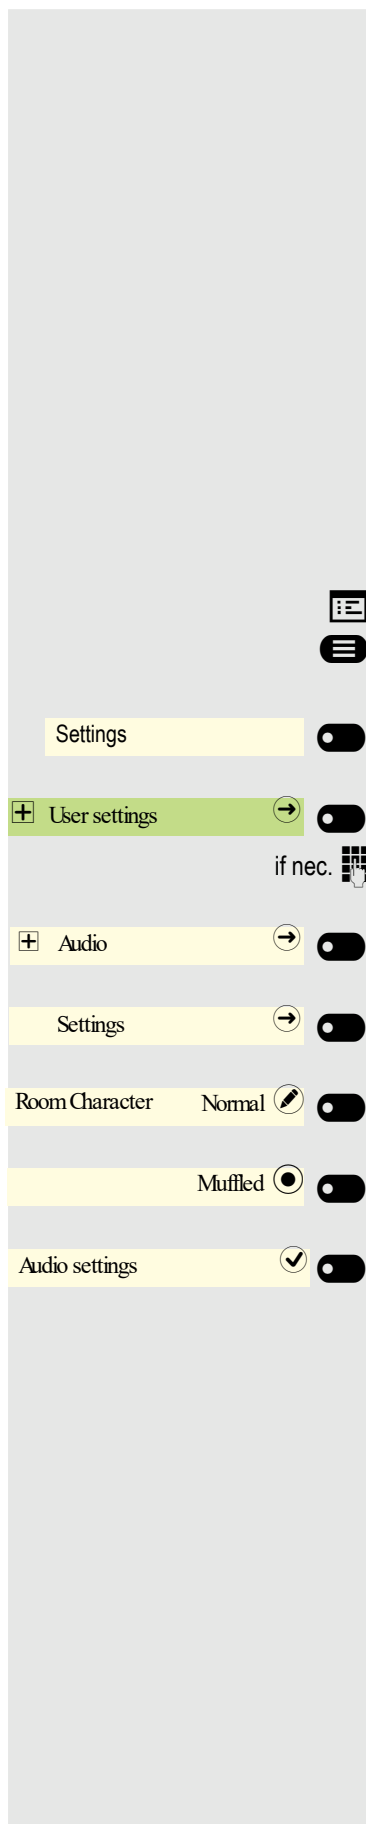 Settings
User settings
if nec.
Audio
Settings
Room Character Normal
Muffled
Audio settings